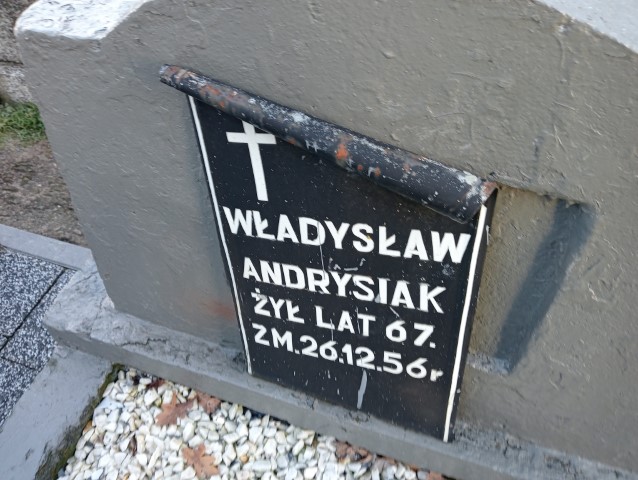 WŁADYSŁAW
ANDRYSIAK
ŻYŁ LAT 67.
ZM.26.12.56r